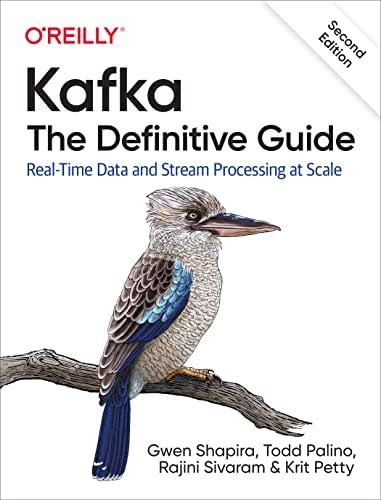 O'REILLY®
Second
Edition
Kafka
The Definitive Guide
Real-Time Data and Stream Processing at Scale
Gwen Shapira, Todd Palino,
Rajini Sivaram & Krit Petty